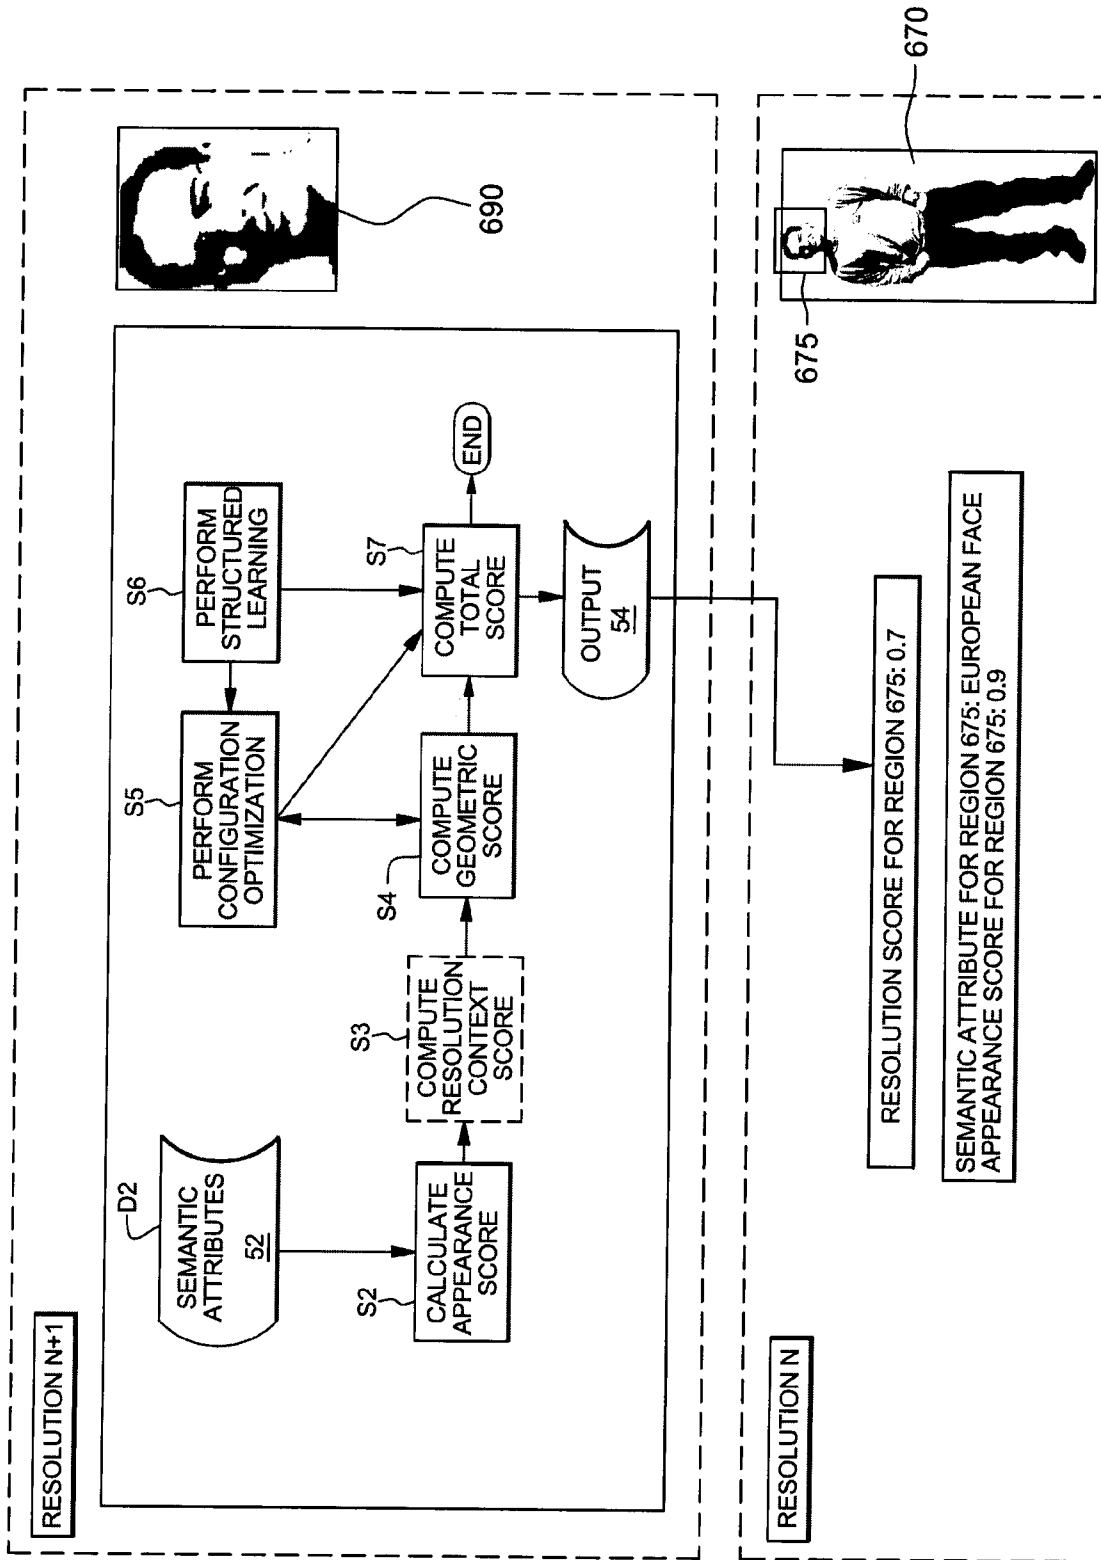 RESOLUTION N+1
D2
SEMANTIC
ATTRIBUTES
52
S2
CALCULATE
APPEARANCE
SCORE
S3
COMPUTE
RESOLUTION
CONTEXT
SCORE
S4
COMPUTE
GEOMETRIC
SCORE
S5
PERFORM
CONFIGURATION
OPTIMIZATION
S6
PERFORM
STRUCTURED
LEARNING
S7
COMPUTE
TOTAL
SCORE
END
OUTPUT
54
690
RESOLUTION N
RESOLUTION SCORE FOR REGION 675: 0.7
SEMANTIC ATTRIBUTE FOR REGION 675: EUROPEAN FACE
APPEARANCE SCORE FOR REGION 675: 0.9
675
670